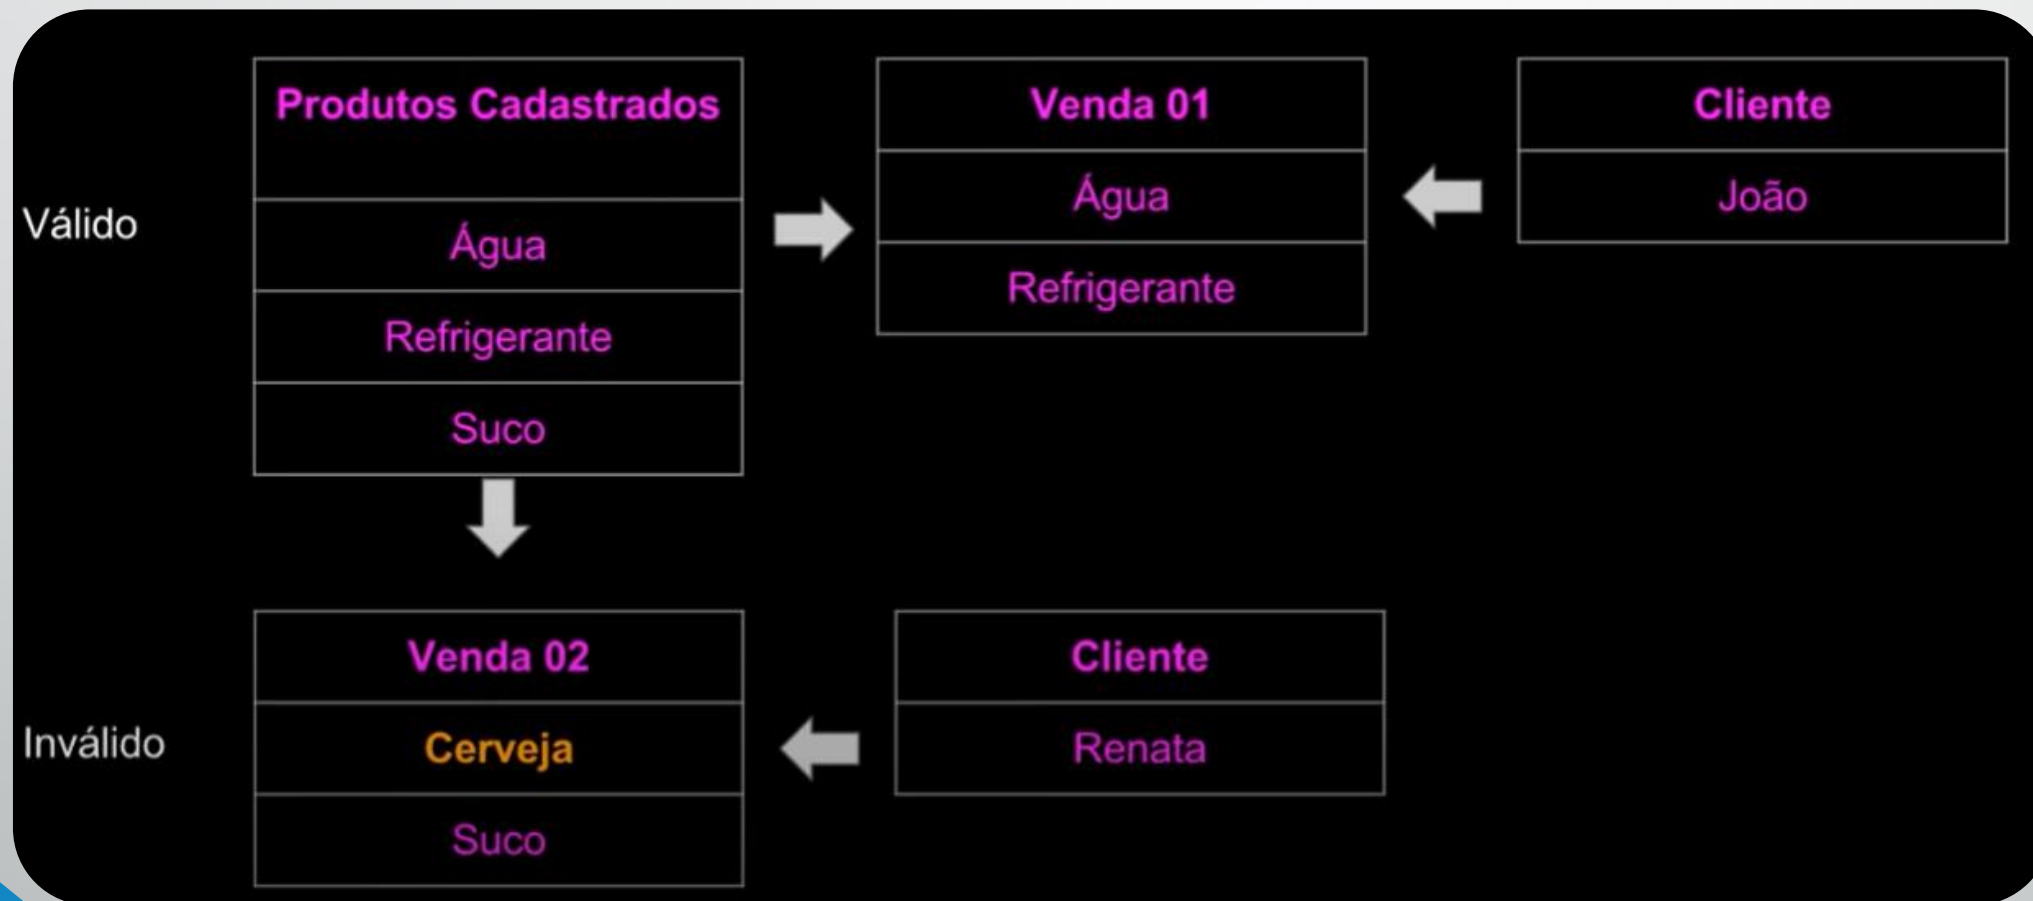 Válido
Produtos Cadastrados
Água
Refrigerante
Suco
Venda 01
Água
Refrigerante
Cliente
João
Inválido
Venda 02
Cerveja
Suco
Cliente
Renata